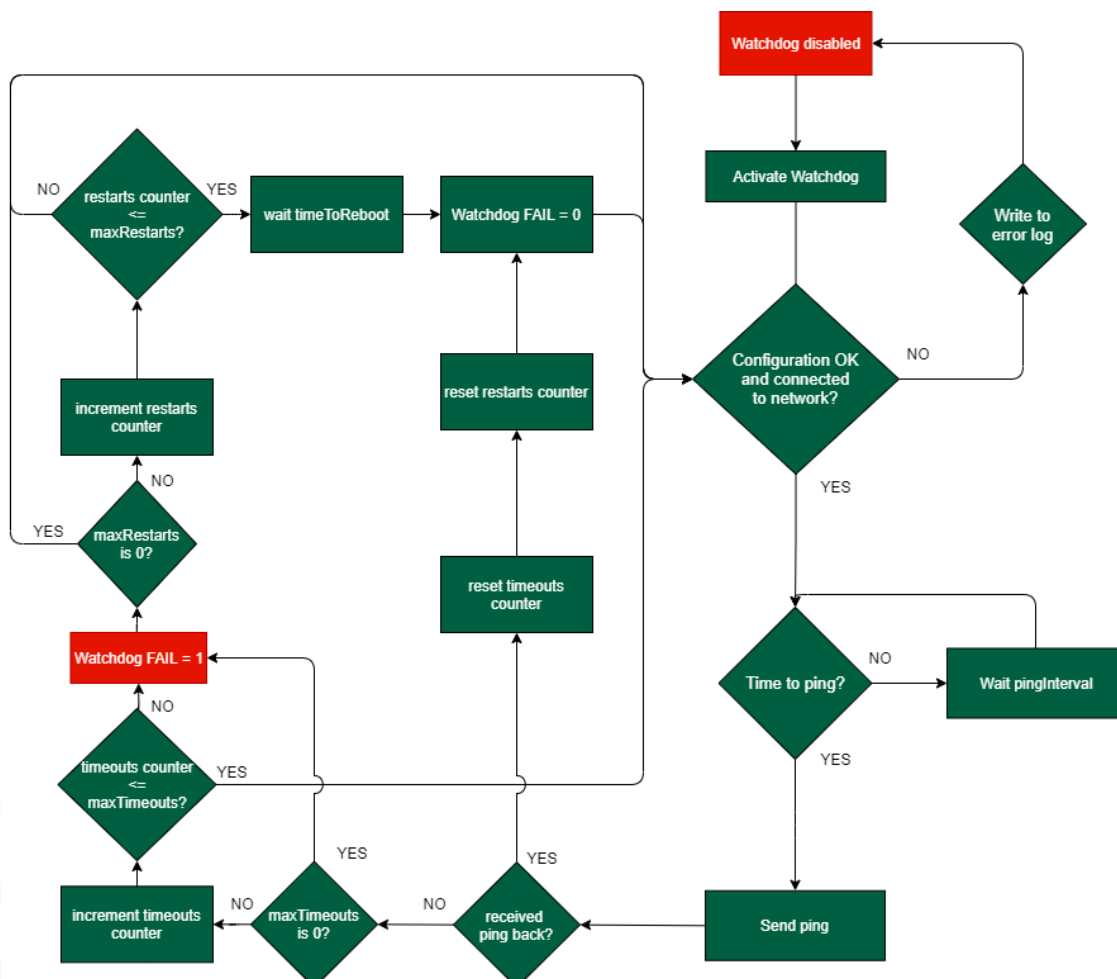 Watchdog disabled
Activate Watchdog
NO
restarts counter
<=
maxRestarts?
YES
wait timeToReboot
Watchdog FAIL = 0
Write to
error log
Configuration OK
and connected
to network?
NO
YES
increment restarts
counter
reset restarts counter
NO
YES
maxRestarts
is 0?
reset timeouts
counter
Watchdog FAIL = 1
Time to ping?
NO
Wait pingInterval
NO
timeouts counter
<=
maxTimeouts?
YES
YES
YES
YES
increment timeouts
counter
NO
maxTimeouts
is 0?
NO
received
ping back?
Send ping